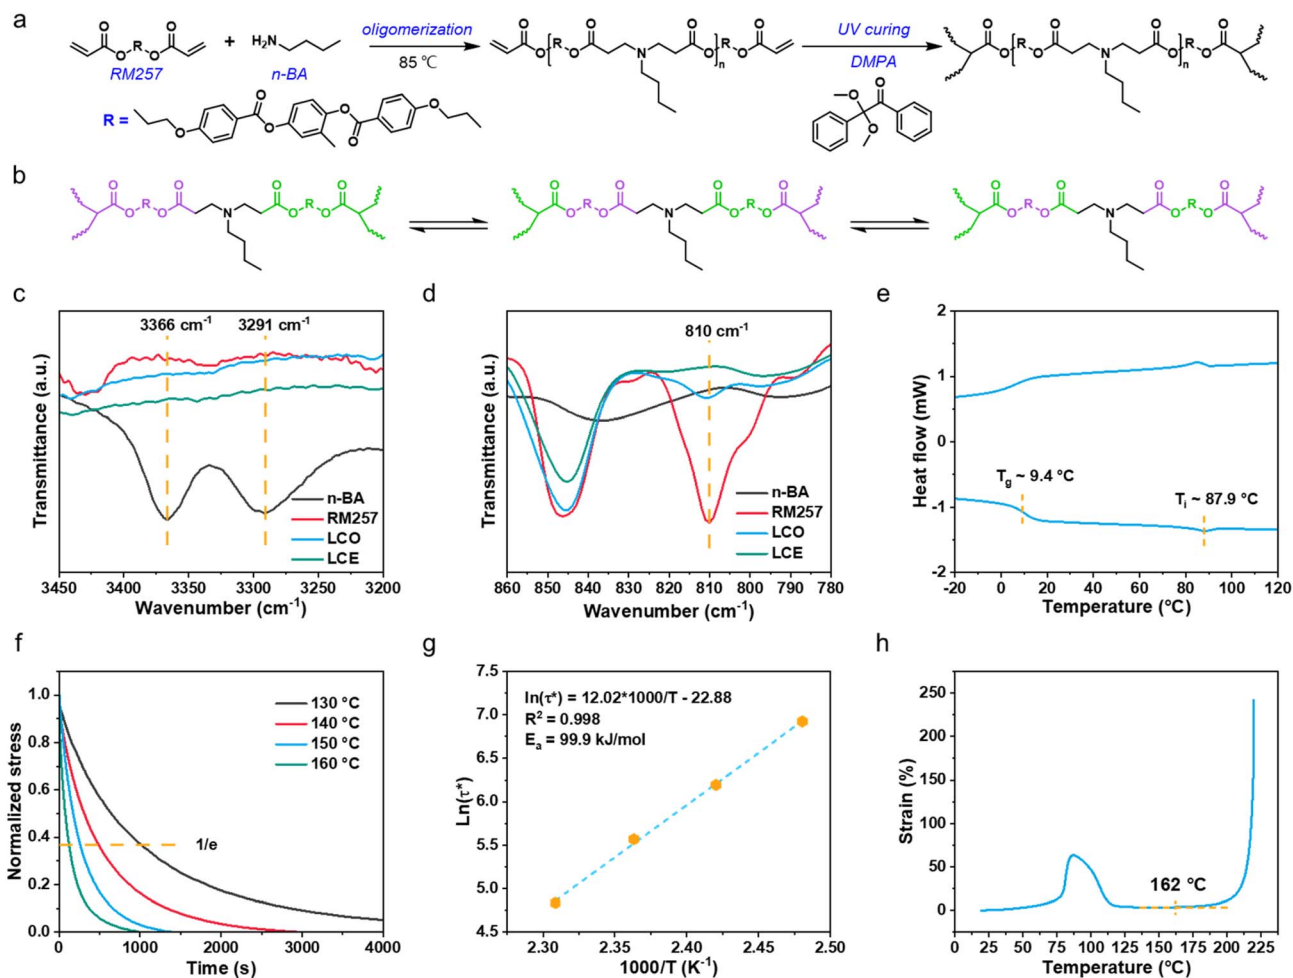 a
O
O
R
O
O
RM257
+
H₂N
n-BA
oligomerization
85 ℃
O
O
R
O
O
N
O
O
n
R
O
O
UV curing
DMPA
O
O
O
O
O
R
O
O
N
O
O
n
R
O
O
R =
O
O
O
O
O
O
b
O
O
R
O
O
N
O
O
R
O
O
O
O
R
O
O
N
O
O
R
O
O
O
O
R
O
O
N
O
O
R
O
O
c
3366 cm⁻¹
3291 cm⁻¹
Transmittance (a.u.)
n-BA
RM257
LCO
LCE
3450
3400
3350
3300
3250
3200
Wavenumber (cm⁻¹)
d
810 cm⁻¹
Transmittance (a.u.)
n-BA
RM257
LCO
LCE
860
850
840
830
820
810
800
790
780
Wavenumber (cm⁻¹)
e
Heat flow (mW)
2
1
0
-1
-2
T_g ~ 9.4 °C
T_i ~ 87.9 °C
-20
0
20
40
60
80
100
120
Temperature (°C)
f
Normalized stress
1.0
0.8
0.6
0.4
0.2
0.0
130 °C
140 °C
150 °C
160 °C
1/e
0
1000
2000
3000
4000
Time (s)
g
Ln(τ*)
7.5
7.0
6.5
6.0
5.5
5.0
4.5
ln(τ*) = 12.02*1000/T - 22.88
R² = 0.998
E_a = 99.9 kJ/mol
2.30
2.35
2.40
2.45
2.50
1000/T (K⁻¹)
h
Strain (%)
250
200
150
100
50
0
162 °C
0
25
50
75
100
125
150
175
200
225
Temperature (°C)